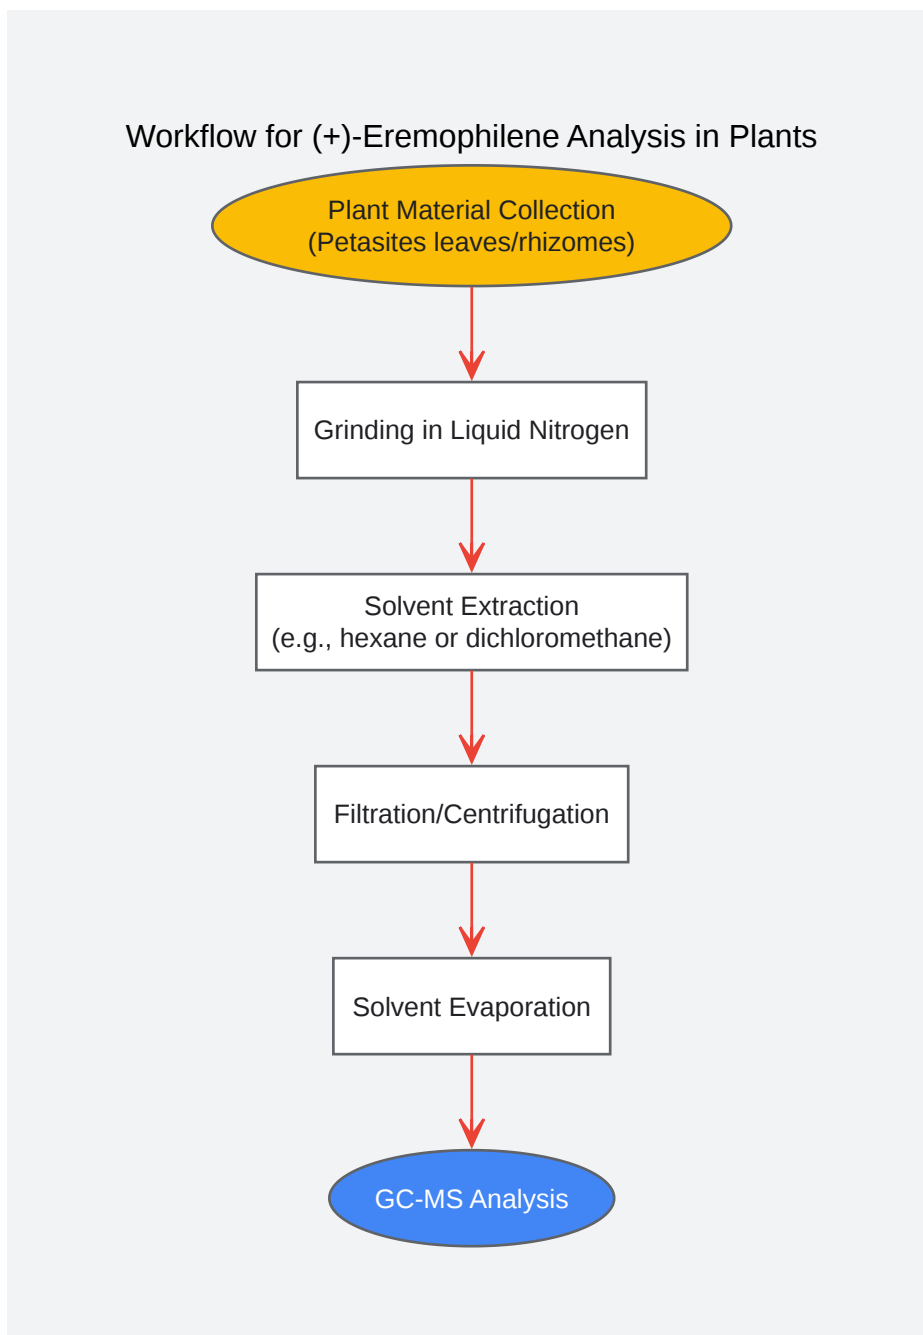 Workflow for (+)-Eremophilene Analysis in Plants
Plant Material Collection
(Petasites leaves/rhizomes)
Grinding in Liquid Nitrogen
Solvent Extraction
(e.g., hexane or dichloromethane)
Filtration/Centrifugation
Solvent Evaporation
GC-MS Analysis